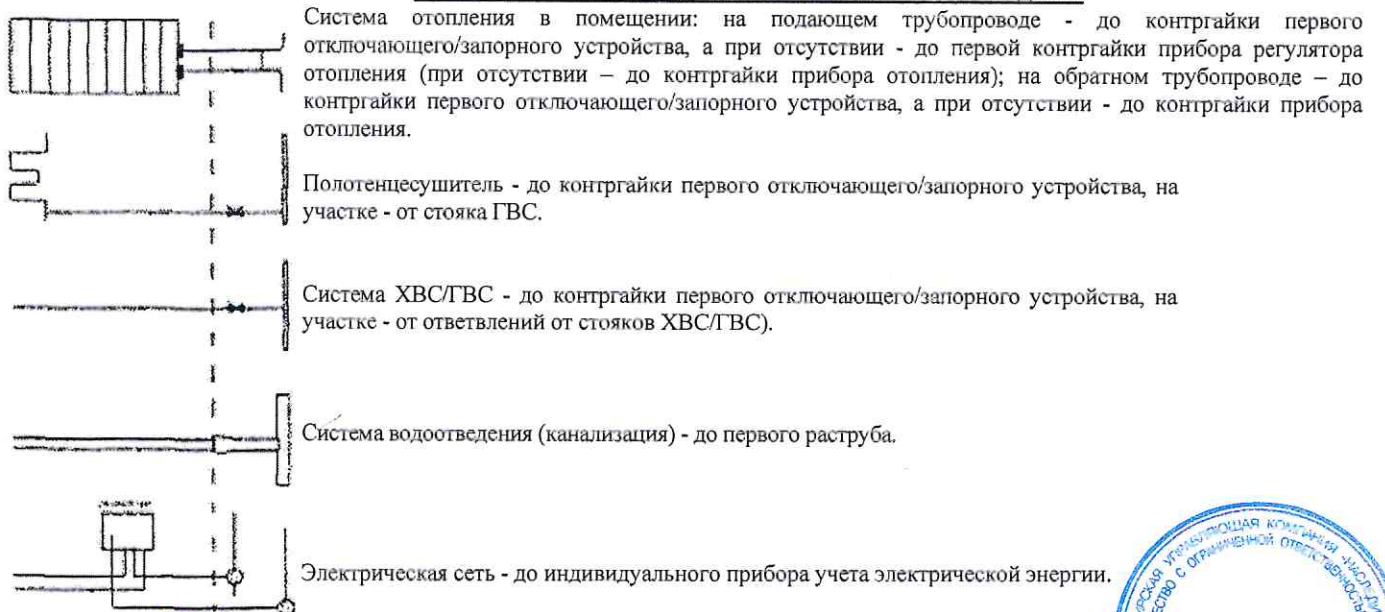 Система отопления в помещении: на подающем трубопроводе - до контргайки первого
отключающего/запорного устройства, а при отсутствии - до первой контргайки прибора регулятора
отопления (при отсутствии – до контргайки прибора отопления); на обратном трубопроводе – до
контргайки первого отключающего/запорного устройства, а при отсутствии - до контргайки прибора
отопления.
Полотенцесушитель - до контргайки первого отключающего/запорного устройства, на
участке - от стояка ГВС.
Система ХВС/ГВС - до контргайки первого отключающего/запорного устройства, на
участке - от ответвлений от стояков ХВС/ГВС).
Система водоотведения (канализация) - до первого раструба.
Электрическая сеть - до индивидуального прибора учета электрической энергии.
УПРАВЛЯЮЩАЯ КОМПАНИЯ
С ОГРАНИЧЕННОЙ